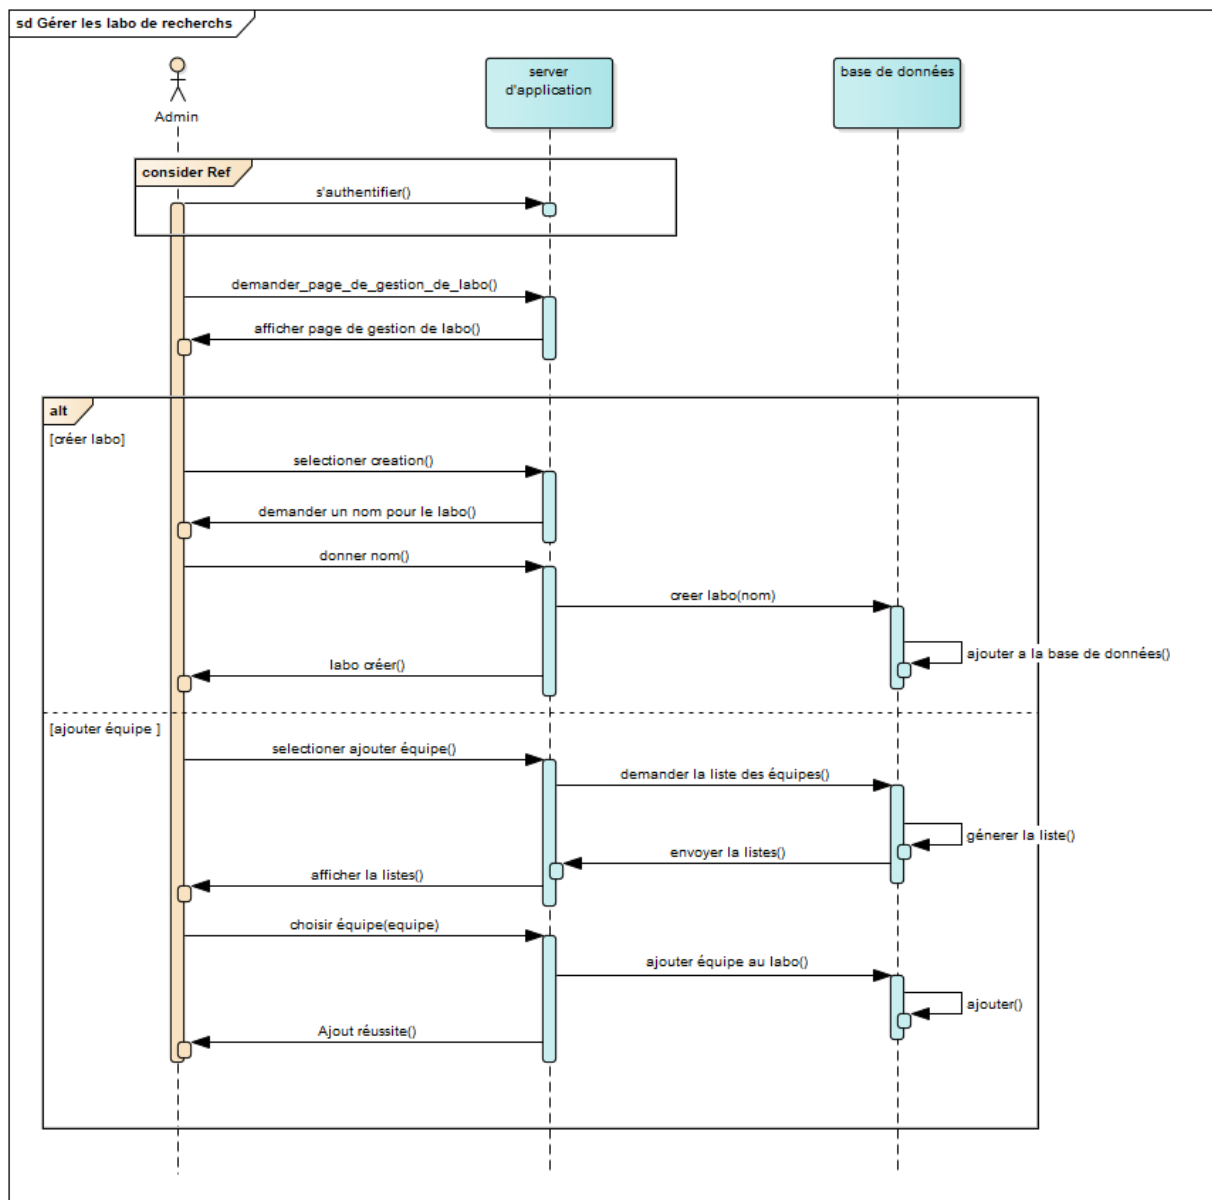 sd Gérer les labo de recherchs
Admin
server
d'application
base de données
consider Ref
s'authentifier()
demander_page_de_gestion_de_labo()
afficher page de gestion de labo()
alt
[créer labo]
selectioner creation()
demander un nom pour le labo()
donner nom()
creer labo(nom)
ajouter a la base de données()
labo créer()
[ajouter équipe ]
selectioner ajouter équipe()
demander la liste des équipes()
génerer la liste()
envoyer la listes()
afficher la listes()
choisir équipe(equipe)
ajouter équipe au labo()
ajouter()
Ajout réussite()